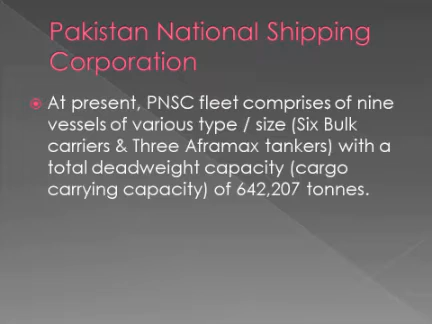 Pakistan National Shipping
Corporation
At present, PNSC fleet comprises of nine
vessels of various type / size (Six Bulk
carriers & Three Aframax tankers) with a
total deadweight capacity (cargo
carrying capacity) of 642,207 tonnes.